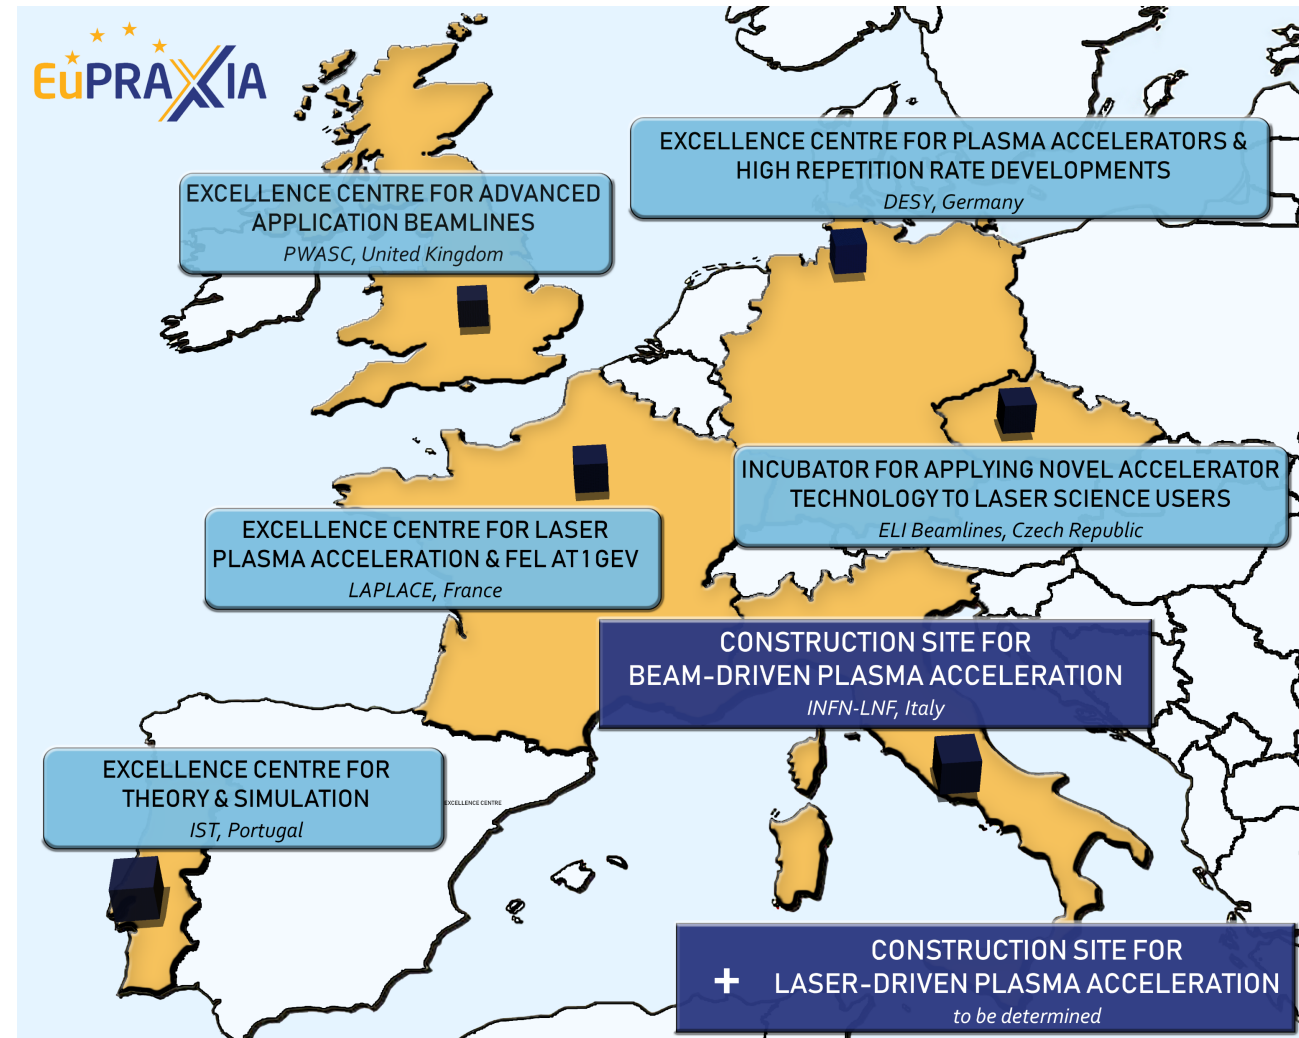 EuPRAXIA
EXCELLENCE CENTRE FOR PLASMA ACCELERATORS &
HIGH REPETITION RATE DEVELOPMENTS
DESY, Germany
EXCELLENCE CENTRE FOR ADVANCED
APPLICATION BEAMLINES
PWASC, United Kingdom
INCUBATOR FOR APPLYING NOVEL ACCELERATOR
TECHNOLOGY TO LASER SCIENCE USERS
ELI Beamlines, Czech Republic
EXCELLENCE CENTRE FOR LASER
PLASMA ACCELERATION & FEL AT 1 GEV
LAPLACE, France
CONSTRUCTION SITE FOR
BEAM-DRIVEN PLASMA ACCELERATION
INFN-LNF, Italy
EXCELLENCE CENTRE FOR
THEORY & SIMULATION
IST, Portugal
EXCELLENCE CENTRE
CONSTRUCTION SITE FOR
+ LASER-DRIVEN PLASMA ACCELERATION
to be determined